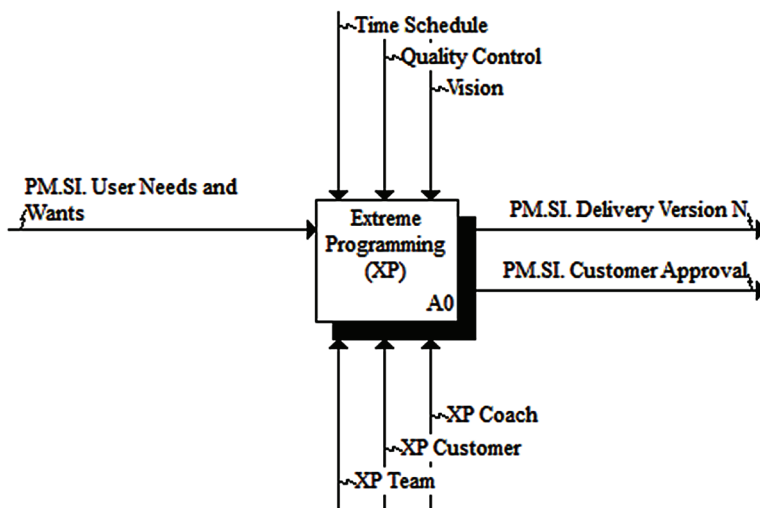 Time Schedule
Quality Control
Vision
PM.SI. User Needs and
Wants
Extreme
Programming
(XP)
A0
PM.SI. Delivery Version N
PM.SI. Customer Approval
XP Coach
XP Customer
XP Team